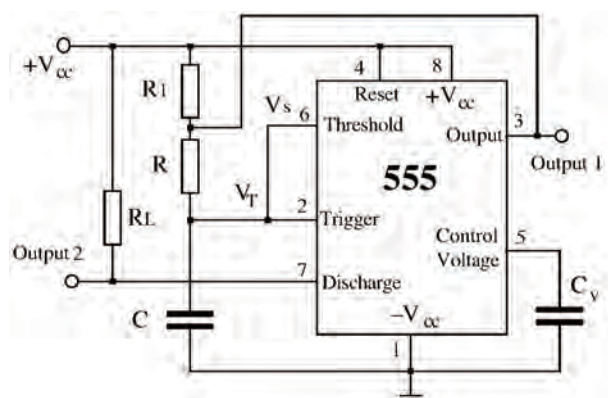 +Vcc
R1
R
RL
Output 2
C
Vs
VT
4
8
Reset
+Vcc
6
Threshold
3
Output
Output 1
555
2
Trigger
Control
Voltage
5
7
Discharge
Cv
−Vcc
1